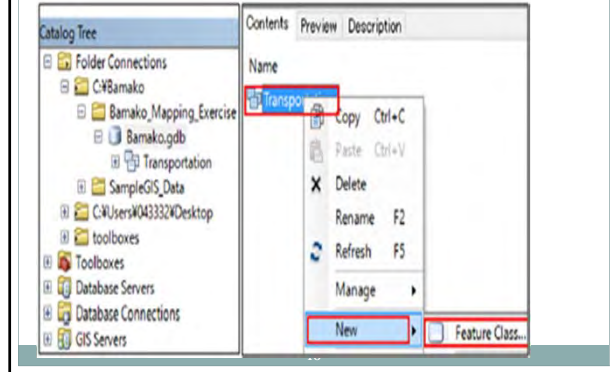 Catalog Tree
Folder Connections
C:¥Bamako
Bamako_Mapping_Exercise
Bamako.gdb
Transportation
SampleGIS_Data
C:¥Users¥043332¥Desktop
toolboxes
Toolboxes
Database Servers
Database Connections
GIS Servers
Contents Preview Description
Name
Copy Ctrl+C
Paste Ctrl+V
Delete
Rename F2
Refresh F5
Manage
New
Feature Class...